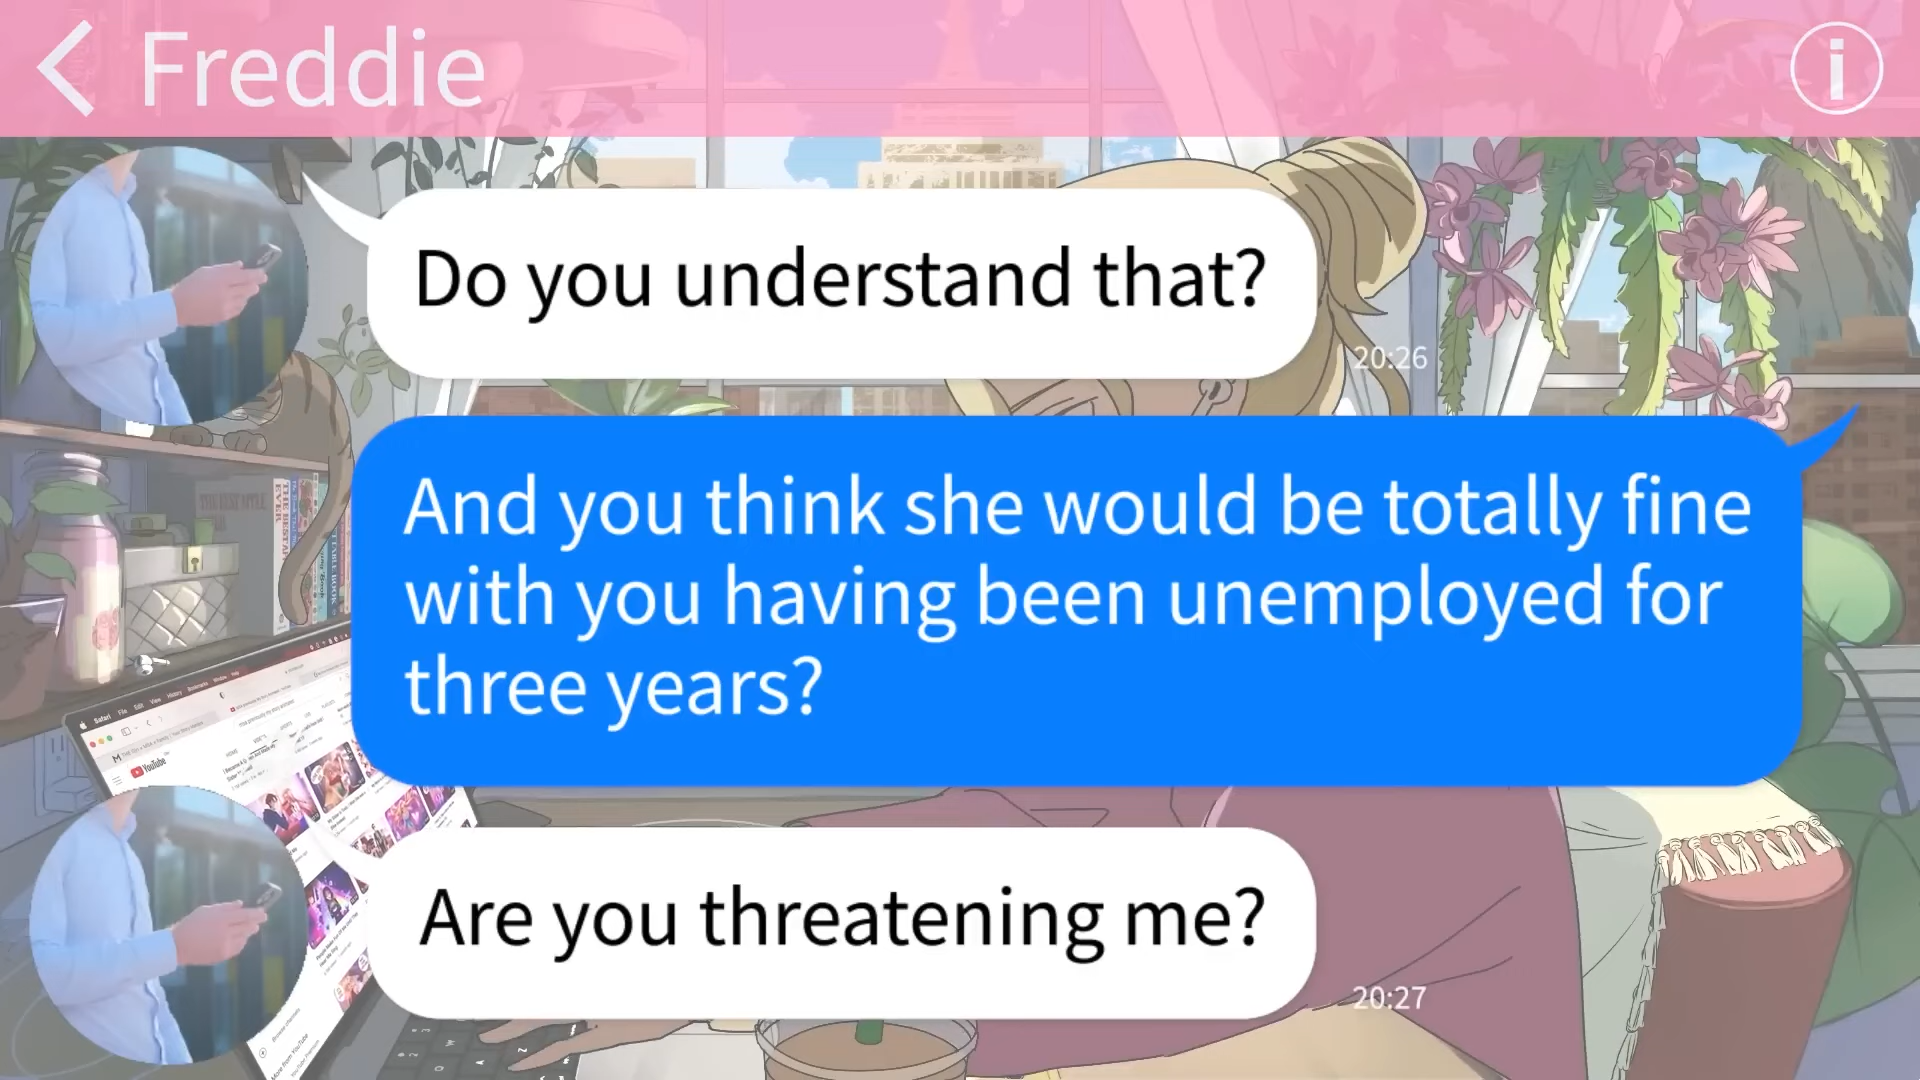 Freddie
Do you understand that?
20:26
And you think she would be totally fine
with you having been unemployed for
three years?
YouTube
Are you threatening me?
20:27